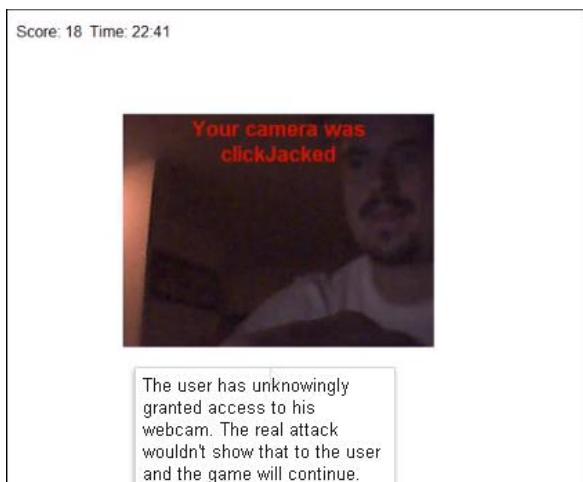 Score: 18 Time: 22:41
Your camera was
clickJacked
The user has unknowingly
granted access to his
webcam. The real attack
wouldn't show that to the user
and the game will continue.